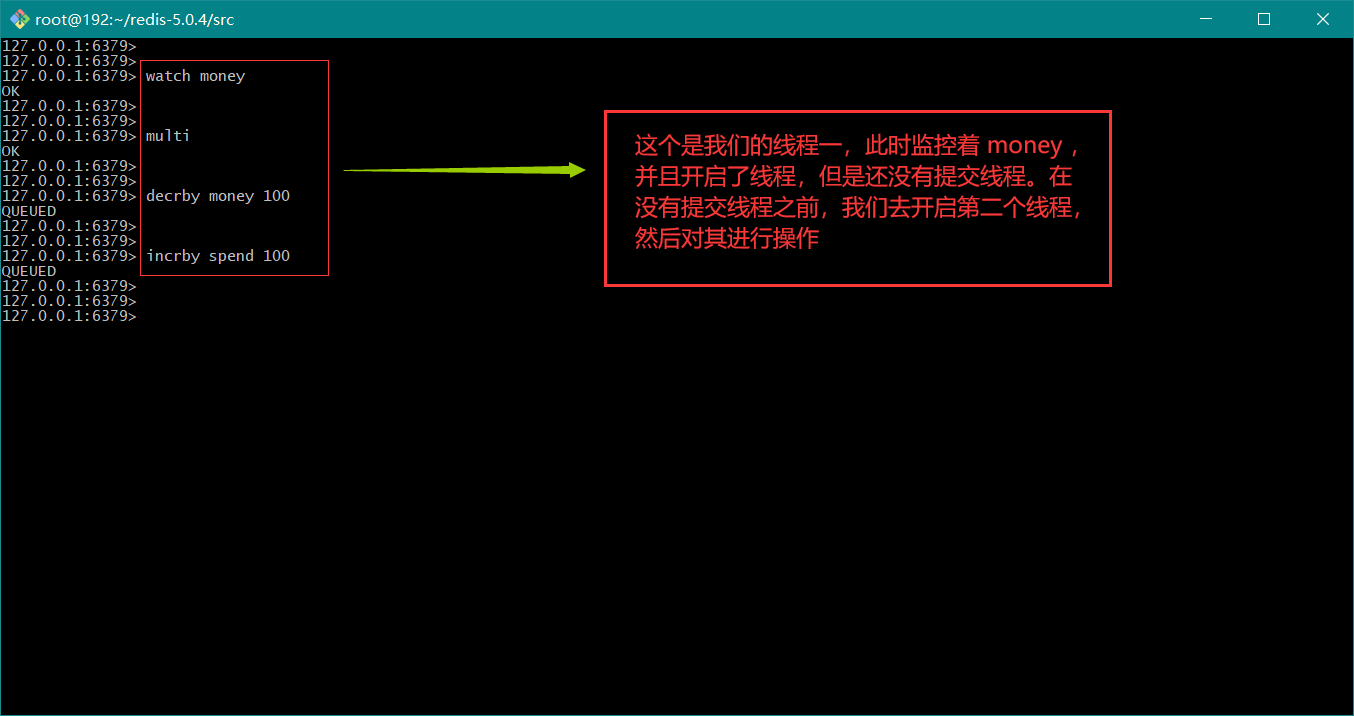 root@192:~/redis-5.0.4/src
127.0.0.1:6379>
127.0.0.1:6379>
127.0.0.1:6379> watch money
OK
127.0.0.1:6379>
127.0.0.1:6379>
127.0.0.1:6379> multi
OK
127.0.0.1:6379>
127.0.0.1:6379>
127.0.0.1:6379> decrby money 100
QUEUED
127.0.0.1:6379>
127.0.0.1:6379>
127.0.0.1:6379> incrby spend 100
QUEUED
127.0.0.1:6379>
127.0.0.1:6379>
127.0.0.1:6379>
这个是我们的线程一，此时监控着 money ，
并且开启了线程，但是还没有提交线程。在
没有提交线程之前，我们去开启第二个线程，
然后对其进行操作